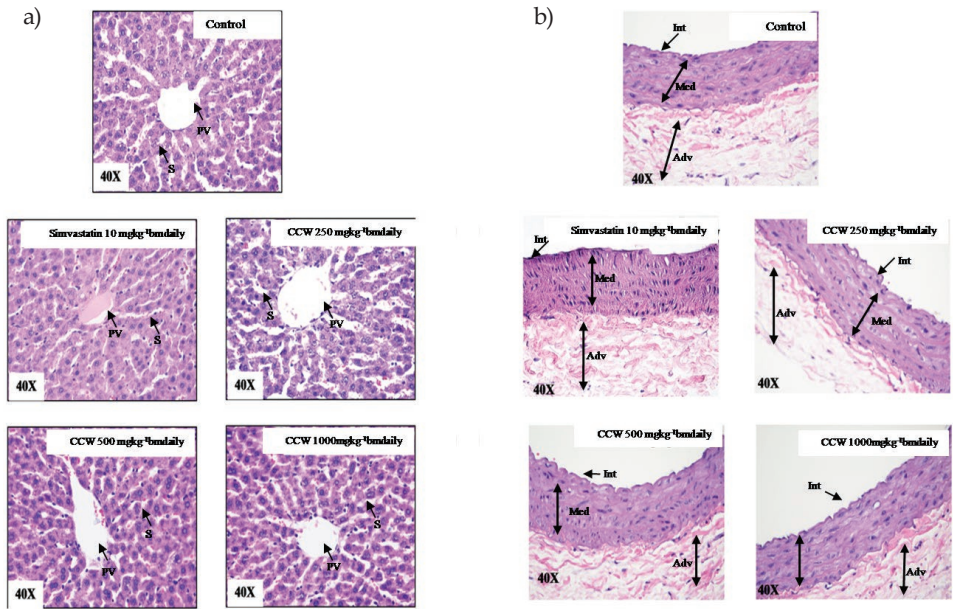 a)
Control
PV
S
40X
Simvastatin 10 mgkg⁻¹bmdaily
PV
S
40X
CCW 250 mgkg⁻¹bmdaily
S
PV
40X
CCW 500 mgkg⁻¹bmdaily
S
PV
40X
CCW 1000mgkg⁻¹bmdaily
S
PV
40X
b)
Control
Int
Med
Adv
40X
Simvastatin 10 mgkg⁻¹bmdaily
Int
Med
Adv
40X
CCW 250 mgkg⁻¹bmdaily
Int
Adv
Med
40X
CCW 500 mgkg⁻¹bmdaily
Int
Med
Adv
40X
CCW 1000mgkg⁻¹bmdaily
Int
Adv
40X